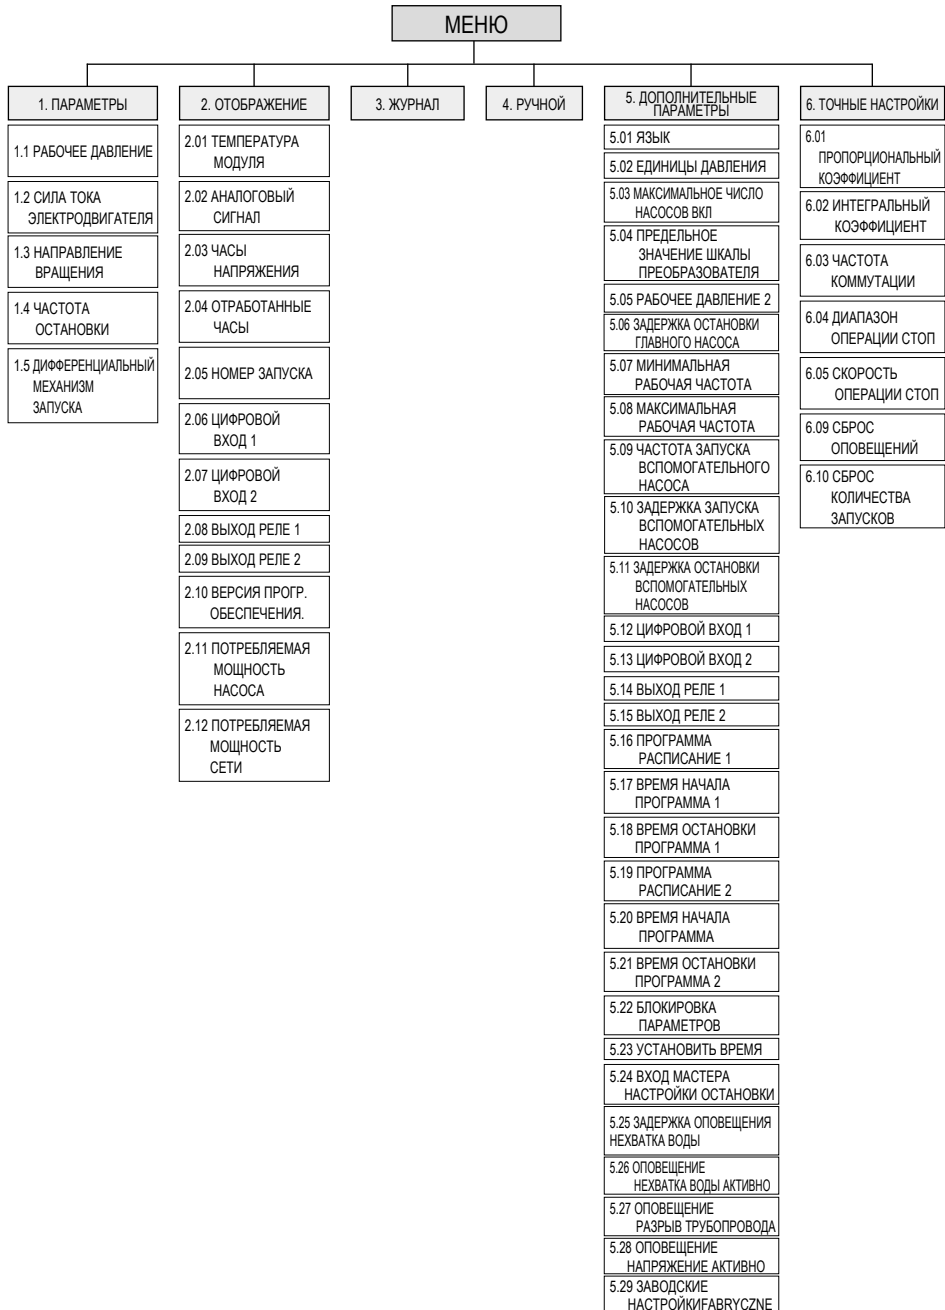 МЕНЮ
1. ПАРАМЕТРЫ
1.1 РАБОЧЕЕ ДАВЛЕНИЕ
1.2 СИЛА ТОКА
ЭЛЕКТРОДВИГАТЕЛЯ
1.3 НАПРАВЛЕНИЕ
ВРАЩЕНИЯ
1.4 ЧАСТОТА
ОСТАНОВКИ
1.5 ДИФФЕРЕНЦИАЛЬНЫЙ
МЕХАНИЗМ
ЗАПУСКА
2. ОТОБРАЖЕНИЕ
2.01 ТЕМПЕРАТУРА
МОДУЛЯ
2.02 АНАЛОГОВЫЙ
СИГНАЛ
2.03 ЧАСЫ
НАПРЯЖЕНИЯ
2.04 ОТРАБОТАННЫЕ
ЧАСЫ
2.05 НОМЕР ЗАПУСКА
2.06 ЦИФРОВОЙ
ВХОД 1
2.07 ЦИФРОВОЙ
ВХОД 2
2.08 ВЫХОД РЕЛЕ 1
2.09 ВЫХОД РЕЛЕ 2
2.10 ВЕРСИЯ ПРОГР.
ОБЕСПЕЧЕНИЯ.
2.11 ПОТРЕБЛЯЕМАЯ
МОЩНОСТЬ
НАСОСА
2.12 ПОТРЕБЛЯЕМАЯ
МОЩНОСТЬ
СЕТИ
3. ЖУРНАЛ
4. РУЧНОЙ
5. ДОПОЛНИТЕЛЬНЫЕ
ПАРАМЕТРЫ
5.01 ЯЗЫК
5.02 ЕДИНИЦЫ ДАВЛЕНИЯ
5.03 МАКСИМАЛЬНОЕ ЧИСЛО
НАСОСОВ ВКЛ
5.04 ПРЕДЕЛЬНОЕ
ЗНАЧЕНИЕ ШКАЛЫ
ПРЕОБРАЗОВАТЕЛЯ
5.05 РАБОЧЕЕ ДАВЛЕНИЕ 2
5.06 ЗАДЕРЖКА ОСТАНОВКИ
ГЛАВНОГО НАСОСА
5.07 МИНИМАЛЬНАЯ
РАБОЧАЯ ЧАСТОТА
5.08 МАКСИМАЛЬНАЯ
РАБОЧАЯ ЧАСТОТА
5.09 ЧАСТОТА ЗАПУСКА
ВСПОМОГАТЕЛЬНОГО
НАСОСА
5.10 ЗАДЕРЖКА ЗАПУСКА
ВСПОМОГАТЕЛЬНЫХ
НАСОСОВ
5.11 ЗАДЕРЖКА ОСТАНОВКИ
ВСПОМОГАТЕЛЬНЫХ
НАСОСОВ
5.12 ЦИФРОВОЙ ВХОД 1
5.13 ЦИФРОВОЙ ВХОД 2
5.14 ВЫХОД РЕЛЕ 1
5.15 ВЫХОД РЕЛЕ 2
5.16 ПРОГРАММА
РАСПИСАНИЕ 1
5.17 ВРЕМЯ НАЧАЛА
ПРОГРАММА 1
5.18 ВРЕМЯ ОСТАНОВКИ
ПРОГРАММА 1
5.19 ПРОГРАММА
РАСПИСАНИЕ 2
5.20 ВРЕМЯ НАЧАЛА
ПРОГРАММА
5.21 ВРЕМЯ ОСТАНОВКИ
ПРОГРАММА 2
5.22 БЛОКИРОВКА
ПАРАМЕТРОВ
5.23 УСТАНОВИТЬ ВРЕМЯ
5.24 ВХОД МАСТЕРА
НАСТРОЙКИ ОСТАНОВКИ
5.25 ЗАДЕРЖКА ОПОВЕЩЕНИЯ
НЕХВАТКА ВОДЫ
5.26 ОПОВЕЩЕНИЕ
НЕХВАТКА ВОДЫ АКТИВНО
5.27 ОПОВЕЩЕНИЕ
РАЗРЫВ ТРУБОПРОВОДА
5.28 ОПОВЕЩЕНИЕ
НАПРЯЖЕНИЕ АКТИВНО
5.29 ЗАВОДСКИЕ
НАСТРОЙКИFABRYCZNE
6. ТОЧНЫЕ НАСТРОЙКИ
6.01
ПРОПОРЦИОНАЛЬНЫЙ
КОЭФФИЦИЕНТ
6.02 ИНТЕГРАЛЬНЫЙ
КОЭФФИЦИЕНТ
6.03 ЧАСТОТА
КОММУТАЦИИ
6.04 ДИАПАЗОН
ОПЕРАЦИИ СТОП
6.05 СКОРОСТЬ
ОПЕРАЦИИ СТОП
6.09 СБРОС
ОПОВЕЩЕНИЙ
6.10 СБРОС
КОЛИЧЕСТВА
ЗАПУСКОВ